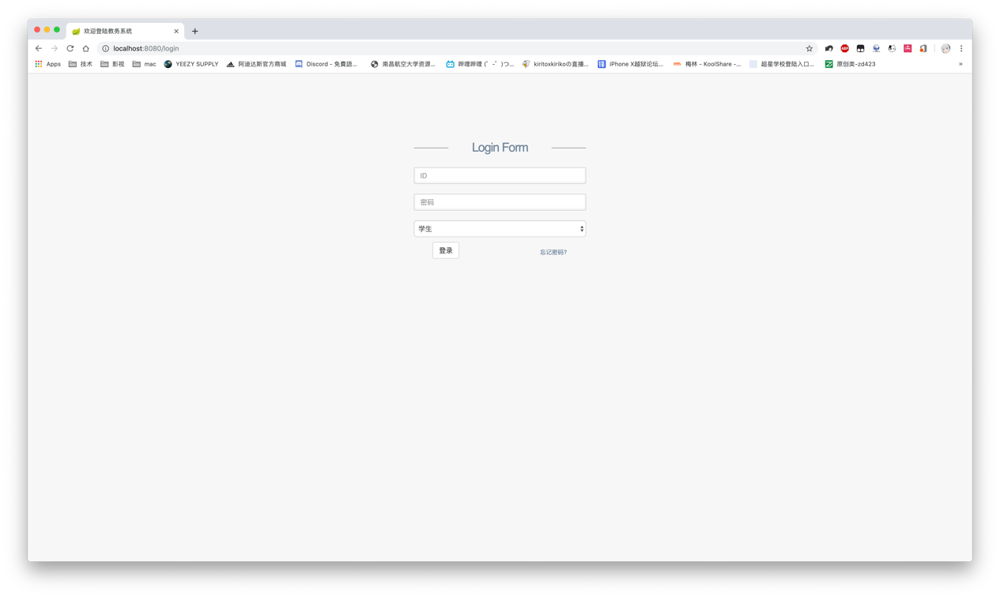 欢迎登陆教务系统
localhost:8080/login
Apps 技术 影视 mac YEEZY SUPPLY 阿迪达斯官方商城 Discord - 免費語... 南昌航空大学资源... 哔哩哔哩 (゜-゜)つ... kiritoxkirikoの直播... iPhone X越狱论坛... 梅林 - KoolShare -... 超星学校登陆入口... 原创类-zd423 »
Login Form
ID
密码
学生
登录 忘记密码?